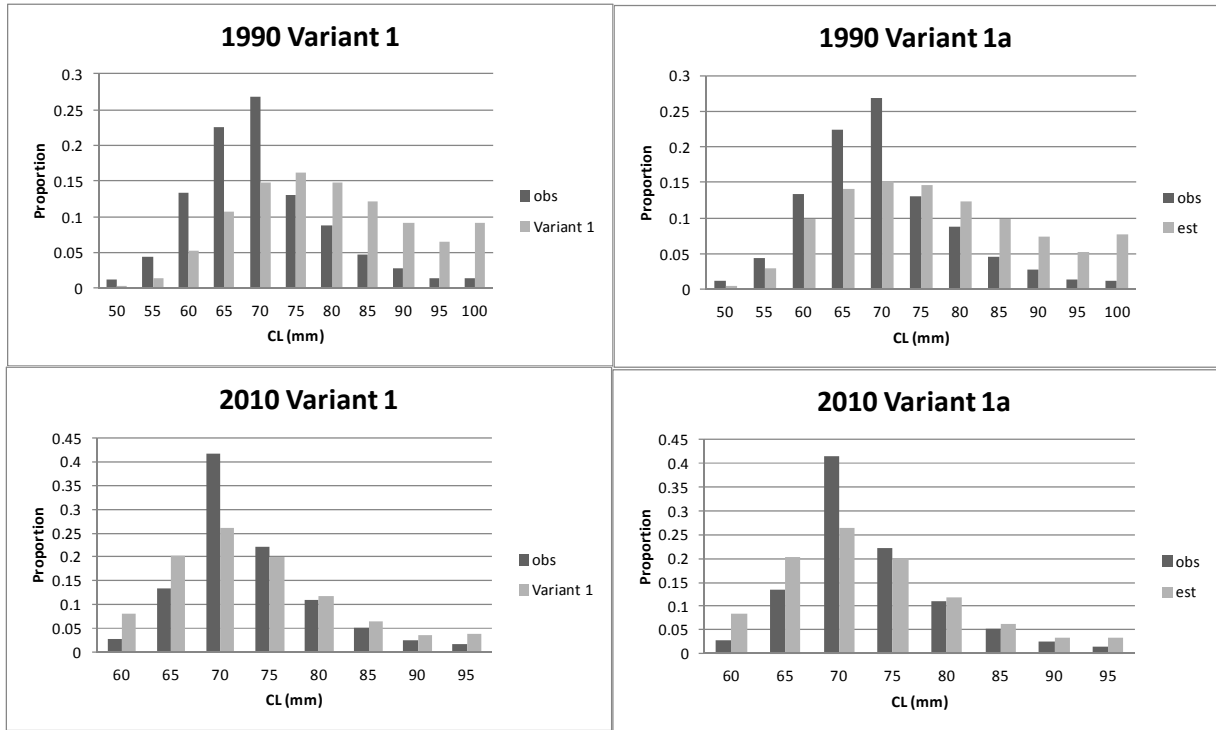 1990 Variant 1
Proportion
0.3
0.25
0.2
0.15
0.1
0.05
0
50 55 60 65 70 75 80 85 90 95 100
CL (mm)
obs
Variant 1
1990 Variant 1a
Proportion
0.3
0.25
0.2
0.15
0.1
0.05
0
50 55 60 65 70 75 80 85 90 95 100
CL (mm)
obs
est
2010 Variant 1
Proportion
0.45
0.4
0.35
0.3
0.25
0.2
0.15
0.1
0.05
0
60 65 70 75 80 85 90 95
CL (mm)
obs
Variant 1
2010 Variant 1a
Proportion
0.45
0.4
0.35
0.3
0.25
0.2
0.15
0.1
0.05
0
60 65 70 75 80 85 90 95
CL (mm)
obs
est